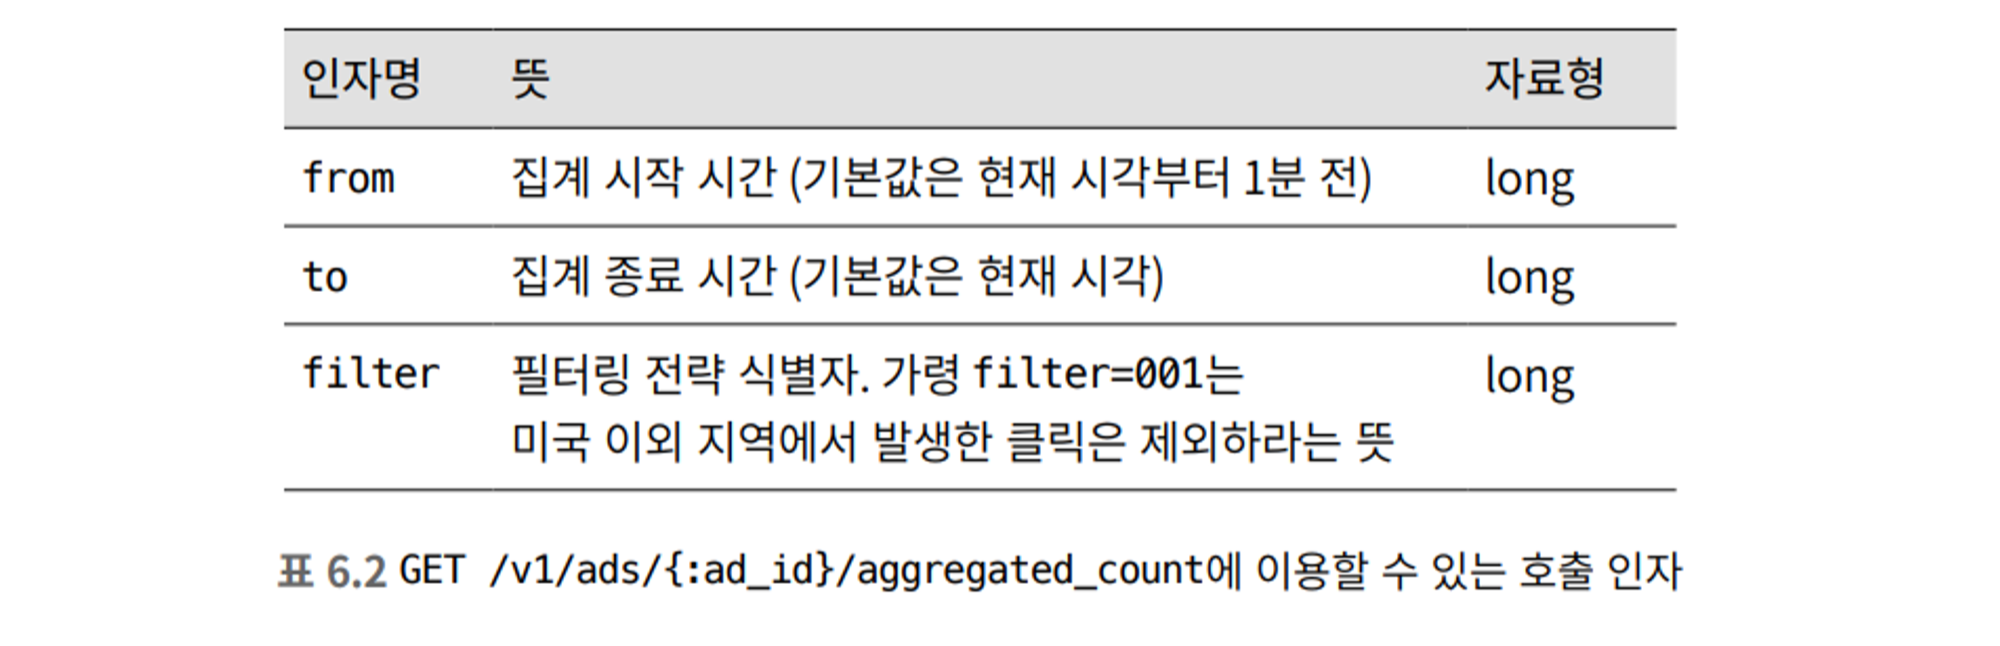 인자명 뜻 자료형
from 집계 시작 시간 (기본값은 현재 시각부터 1분 전) long
to 집계 종료 시간 (기본값은 현재 시각) long
filter 필터링 전략 식별자. 가령 filter=001는 long
미국 이외 지역에서 발생한 클릭은 제외하라는 뜻
표 6.2 GET /v1/ads/{:ad_id}/aggregated_count에 이용할 수 있는 호출 인자